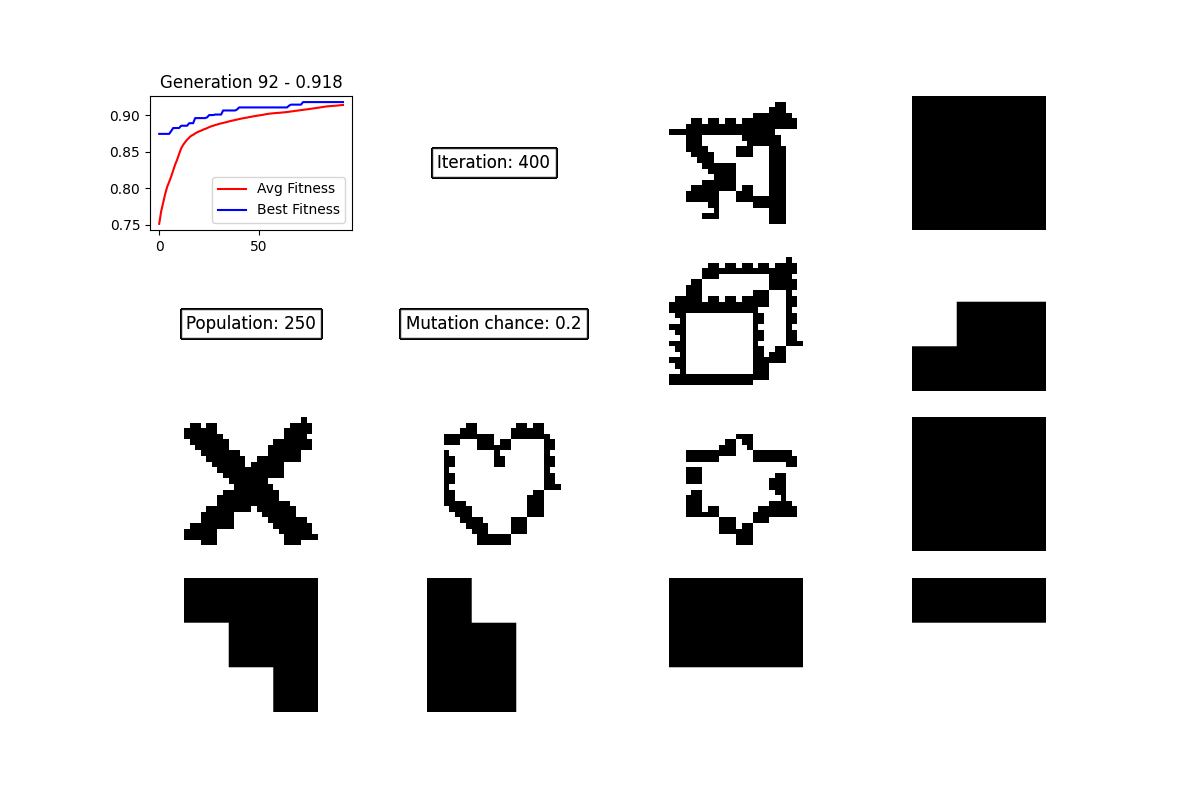 Generation 92 - 0.918
0.90
0.85
0.80
0.75
Avg Fitness
Best Fitness
0
50
Iteration: 400
Population: 250
Mutation chance: 0.2